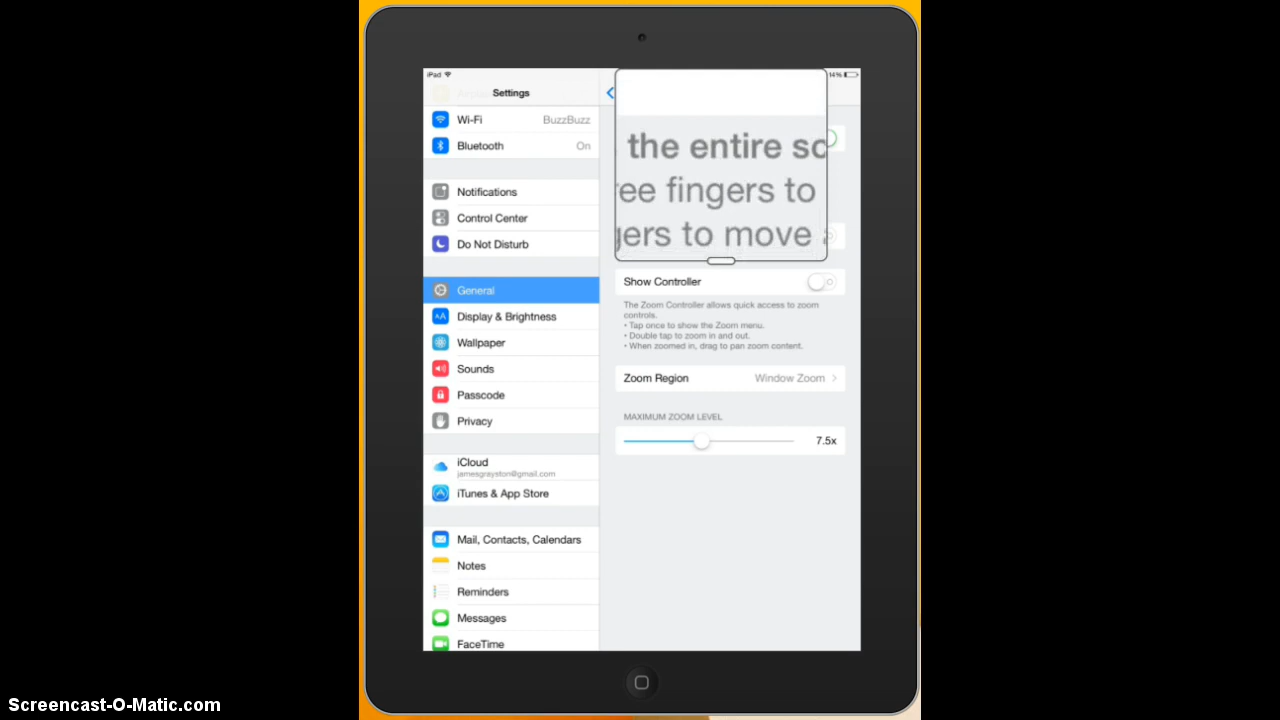 iPad
14%
Settings
Wi-Fi BuzzBuzz
Bluetooth On
Notifications
Control Center
Do Not Disturb
General
Display & Brightness
Wallpaper
Sounds
Passcode
Privacy
iCloud
jamesgrayston@gmail.com
iTunes & App Store
Mail, Contacts, Calendars
Notes
Reminders
Messages
FaceTime
the entire sc
ree fingers to
gers to move a
Show Controller
The Zoom Controller allows quick access to zoom
controls.
• Tap once to show the Zoom menu.
• Double tap to zoom in and out.
• When zoomed in, drag to pan zoom content.
Zoom Region Window Zoom
MAXIMUM ZOOM LEVEL
7.5x
Screencast-O-Matic.com